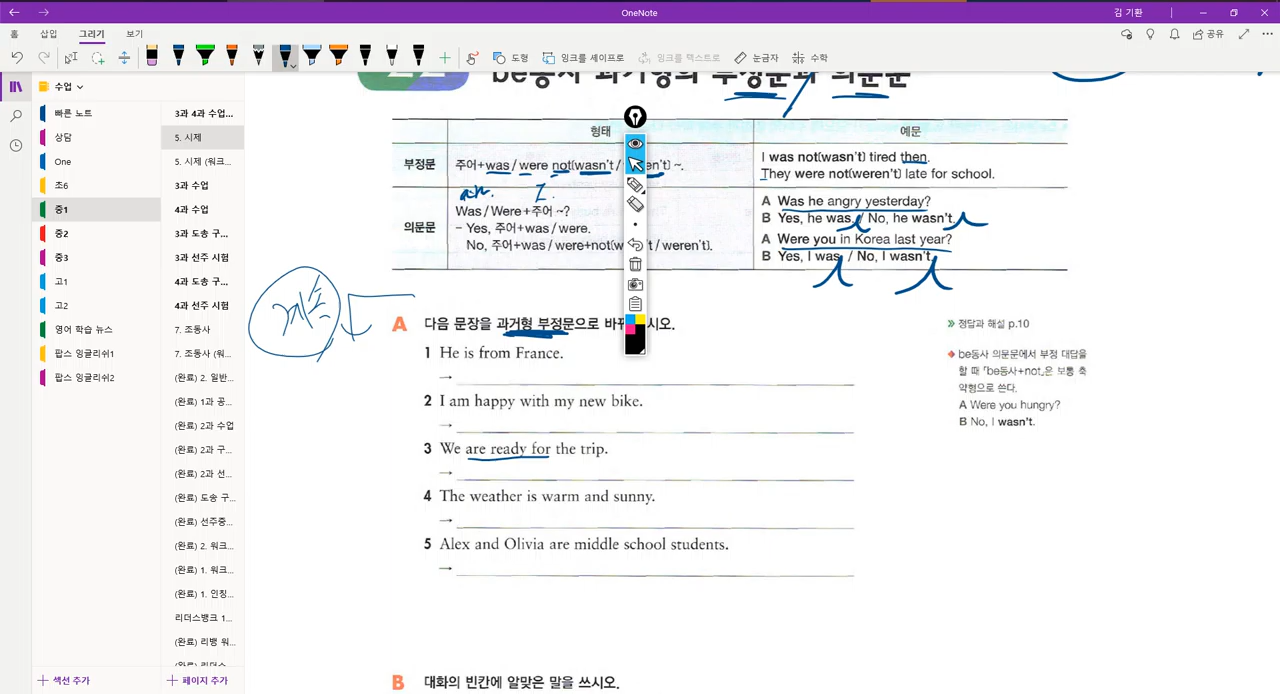 OneNote
김 기환
홈 삽입 그리기 보기
공유
도형 잉크를 셰이프로 잉크를 텍스트로 눈금자 수학
수업
빠른 노트
상담
One
초6
중1
중2
중3
고1
고2
영어 학습 뉴스
팝스 잉글리쉬1
팝스 잉글리쉬2
섹션 추가
3과 4과 수업...
5. 시제
5. 시제 (워크...
3과 수업
4과 수업
3과 도송 구...
3과 선주 시험
4과 도송 구...
4과 선주 시험
7. 조동사
7. 조동사 (워...
(완료) 2. 일반...
(완료) 1과 공...
(완료) 2과 수업
(완료) 2과 구...
(완료) 2과 선...
(완료) 도송 구...
(완료) 선주중...
(완료) 2. 워크...
(완료) 1. 워크...
(완료) 1. 인칭...
리더스뱅크 1...
(완료) 리뱅 워...
페이지 추가
be동사 과거형의 부정문과 의문문
형태 예문
부정문 주어+was / were not(wasn't / en't) ~. I was not(wasn't) tired then.
They were not(weren't) late for school.
의문문 Was / Were+주어 ~?
– Yes, 주어+was / were.
No, 주어+was / were+not(w 't / weren't).
A Was he angry yesterday?
B Yes, he was. / No, he wasn't.
A Were you in Korea last year?
B Yes, I was. / No, I wasn't.
A 다음 문장을 과거형 부정문으로 바꾸 시오.
1 He is from France.
→
2 I am happy with my new bike.
→
3 We are ready for the trip.
→
4 The weather is warm and sunny.
→
5 Alex and Olivia are middle school students.
→
정답과 해설 p.10
be동사 의문문에서 부정 대답을
할 때 「be동사+not」은 보통 축
약형으로 쓴다.
A Were you hungry?
B No, I wasn't.
B 대화의 빈칸에 알맞은 말을 쓰시오.